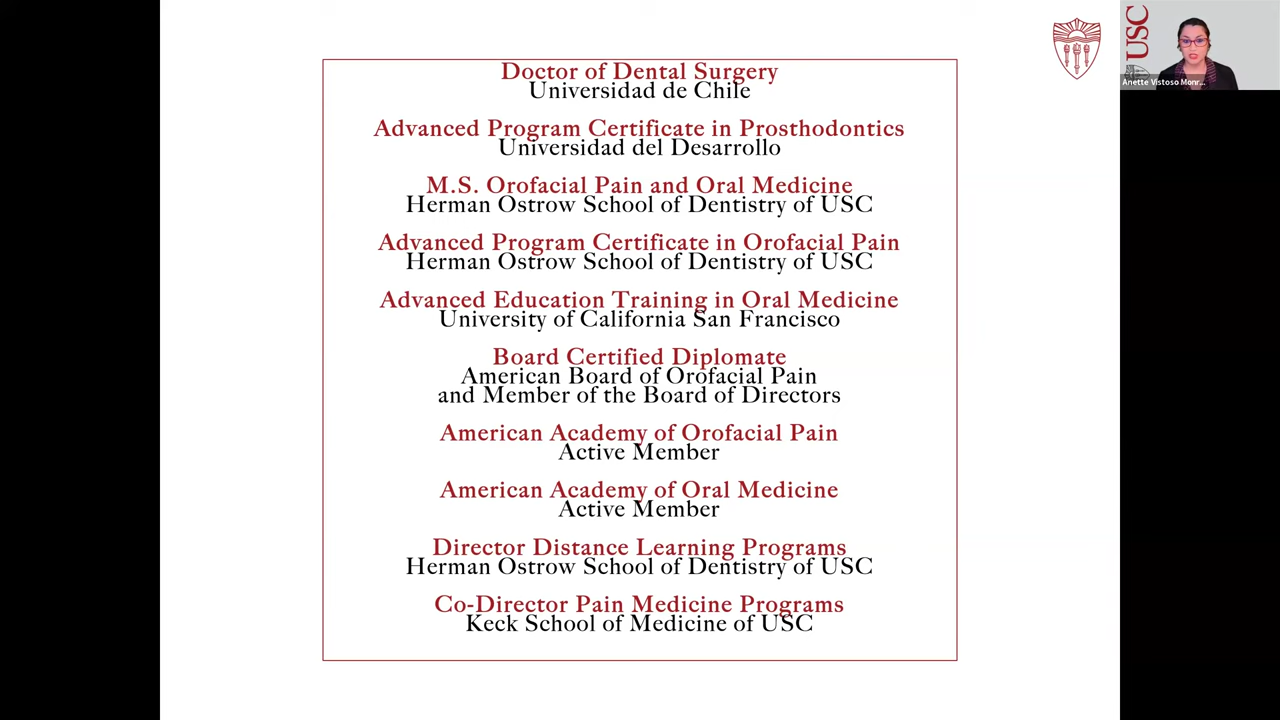 Doctor of Dental Surgery
Universidad de Chile
Advanced Program Certificate in Prosthodontics
Universidad del Desarrollo
M.S. Orofacial Pain and Oral Medicine
Herman Ostrow School of Dentistry of USC
Advanced Program Certificate in Orofacial Pain
Herman Ostrow School of Dentistry of USC
Advanced Education Training in Oral Medicine
University of California San Francisco
Board Certified Diplomate
American Board of Orofacial Pain
and Member of the Board of Directors
American Academy of Orofacial Pain
Active Member
American Academy of Oral Medicine
Active Member
Director Distance Learning Programs
Herman Ostrow School of Dentistry of USC
Co-Director Pain Medicine Programs
Keck School of Medicine of USC
USC
Anette Vistoso Monr...